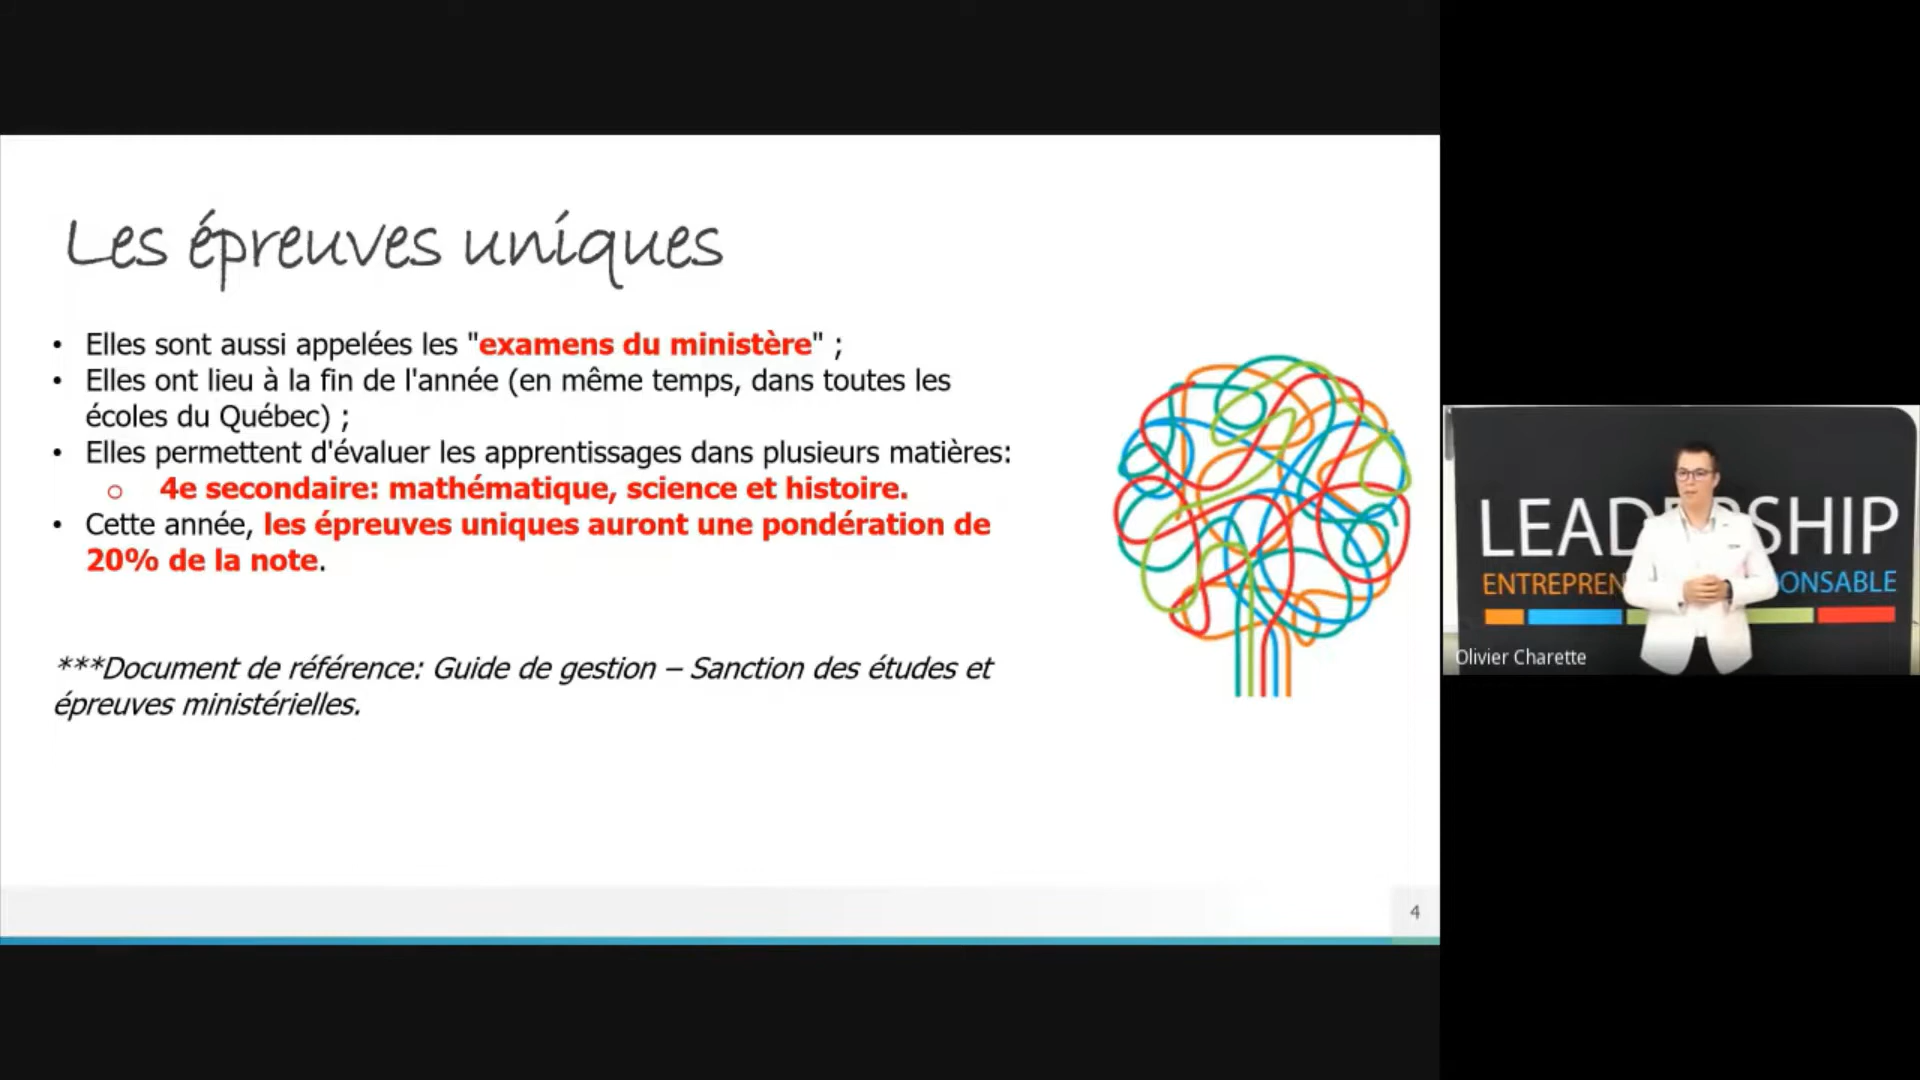 Les épreuves uniques
• Elles sont aussi appelées les "examens du ministère" ;
• Elles ont lieu à la fin de l'année (en même temps, dans toutes les
écoles du Québec) ;
• Elles permettent d'évaluer les apprentissages dans plusieurs matières:
o 4e secondaire: mathématique, science et histoire.
• Cette année, les épreuves uniques auront une pondération de
20% de la note.
***Document de référence: Guide de gestion – Sanction des études et
épreuves ministérielles.
4
LEAD SHIP
ENTREPREN ONSABLE
Olivier Charette